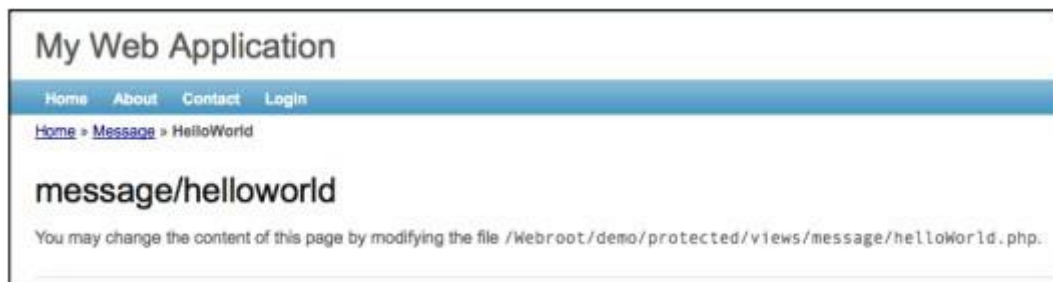 My Web Application
Home About Contact Login
Home » Message » HelloWorld
message/helloworld
You may change the content of this page by modifying the file /Webroot/demo/protected/views/message/helloWorld.php.